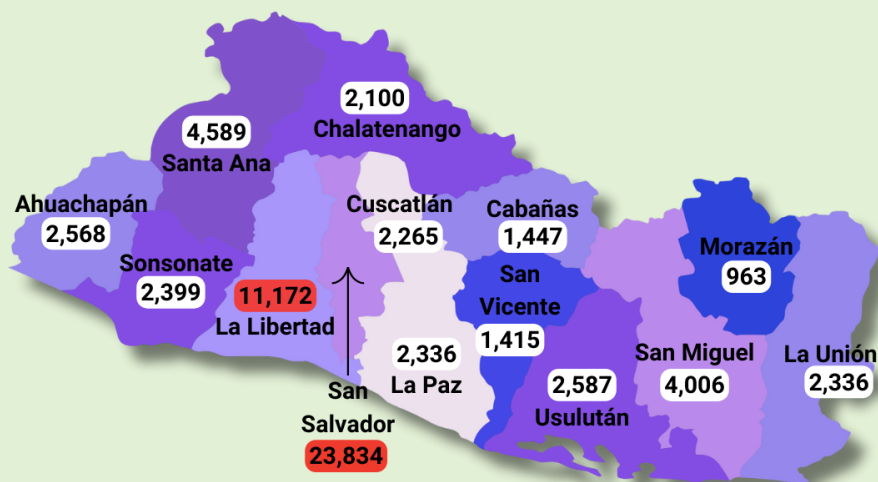 2,100
Chalatenango
4,589
Santa Ana
Ahuachapán
2,568
Cuscatlán
2,265
Cabañas
1,447
Sonsonate
2,399
11,172
La Libertad
San
Vicente
1,415
Morazán
963
2,336
La Paz
San Miguel
4,006
La Unión
2,336
2,587
Usulután
San
Salvador
23,834